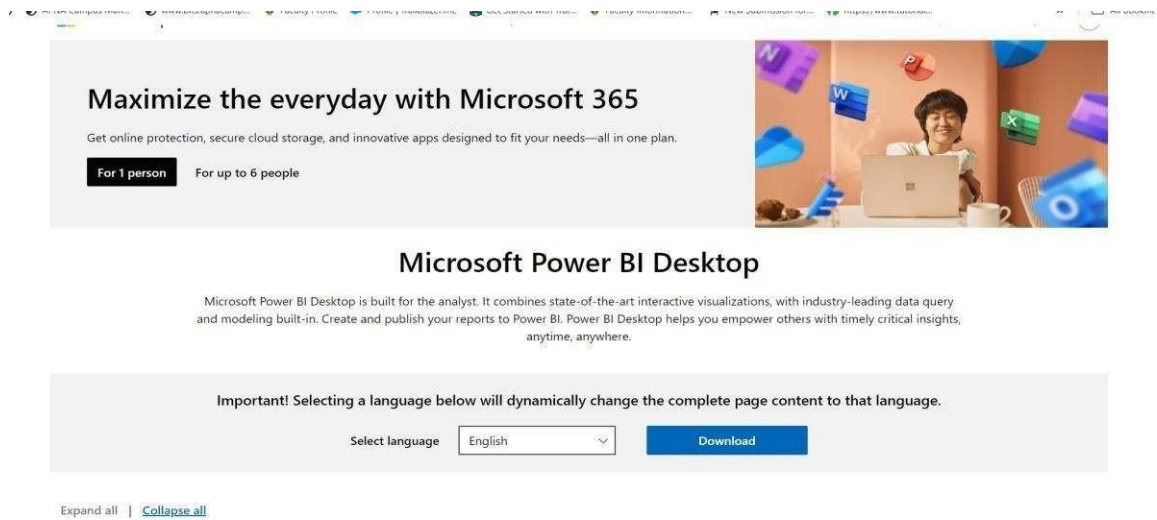 Maximize the everyday with Microsoft 365
Get online protection, secure cloud storage, and innovative apps designed to fit your needs—all in one plan.
For 1 person For up to 6 people
Microsoft Power BI Desktop
Microsoft Power BI Desktop is built for the analyst. It combines state-of-the-art interactive visualizations, with industry-leading data query
and modeling built-in. Create and publish your reports to Power BI. Power BI Desktop helps you empower others with timely critical insights,
anytime, anywhere.
Important! Selecting a language below will dynamically change the complete page content to that language.
Select language English Download
Expand all | Collapse all